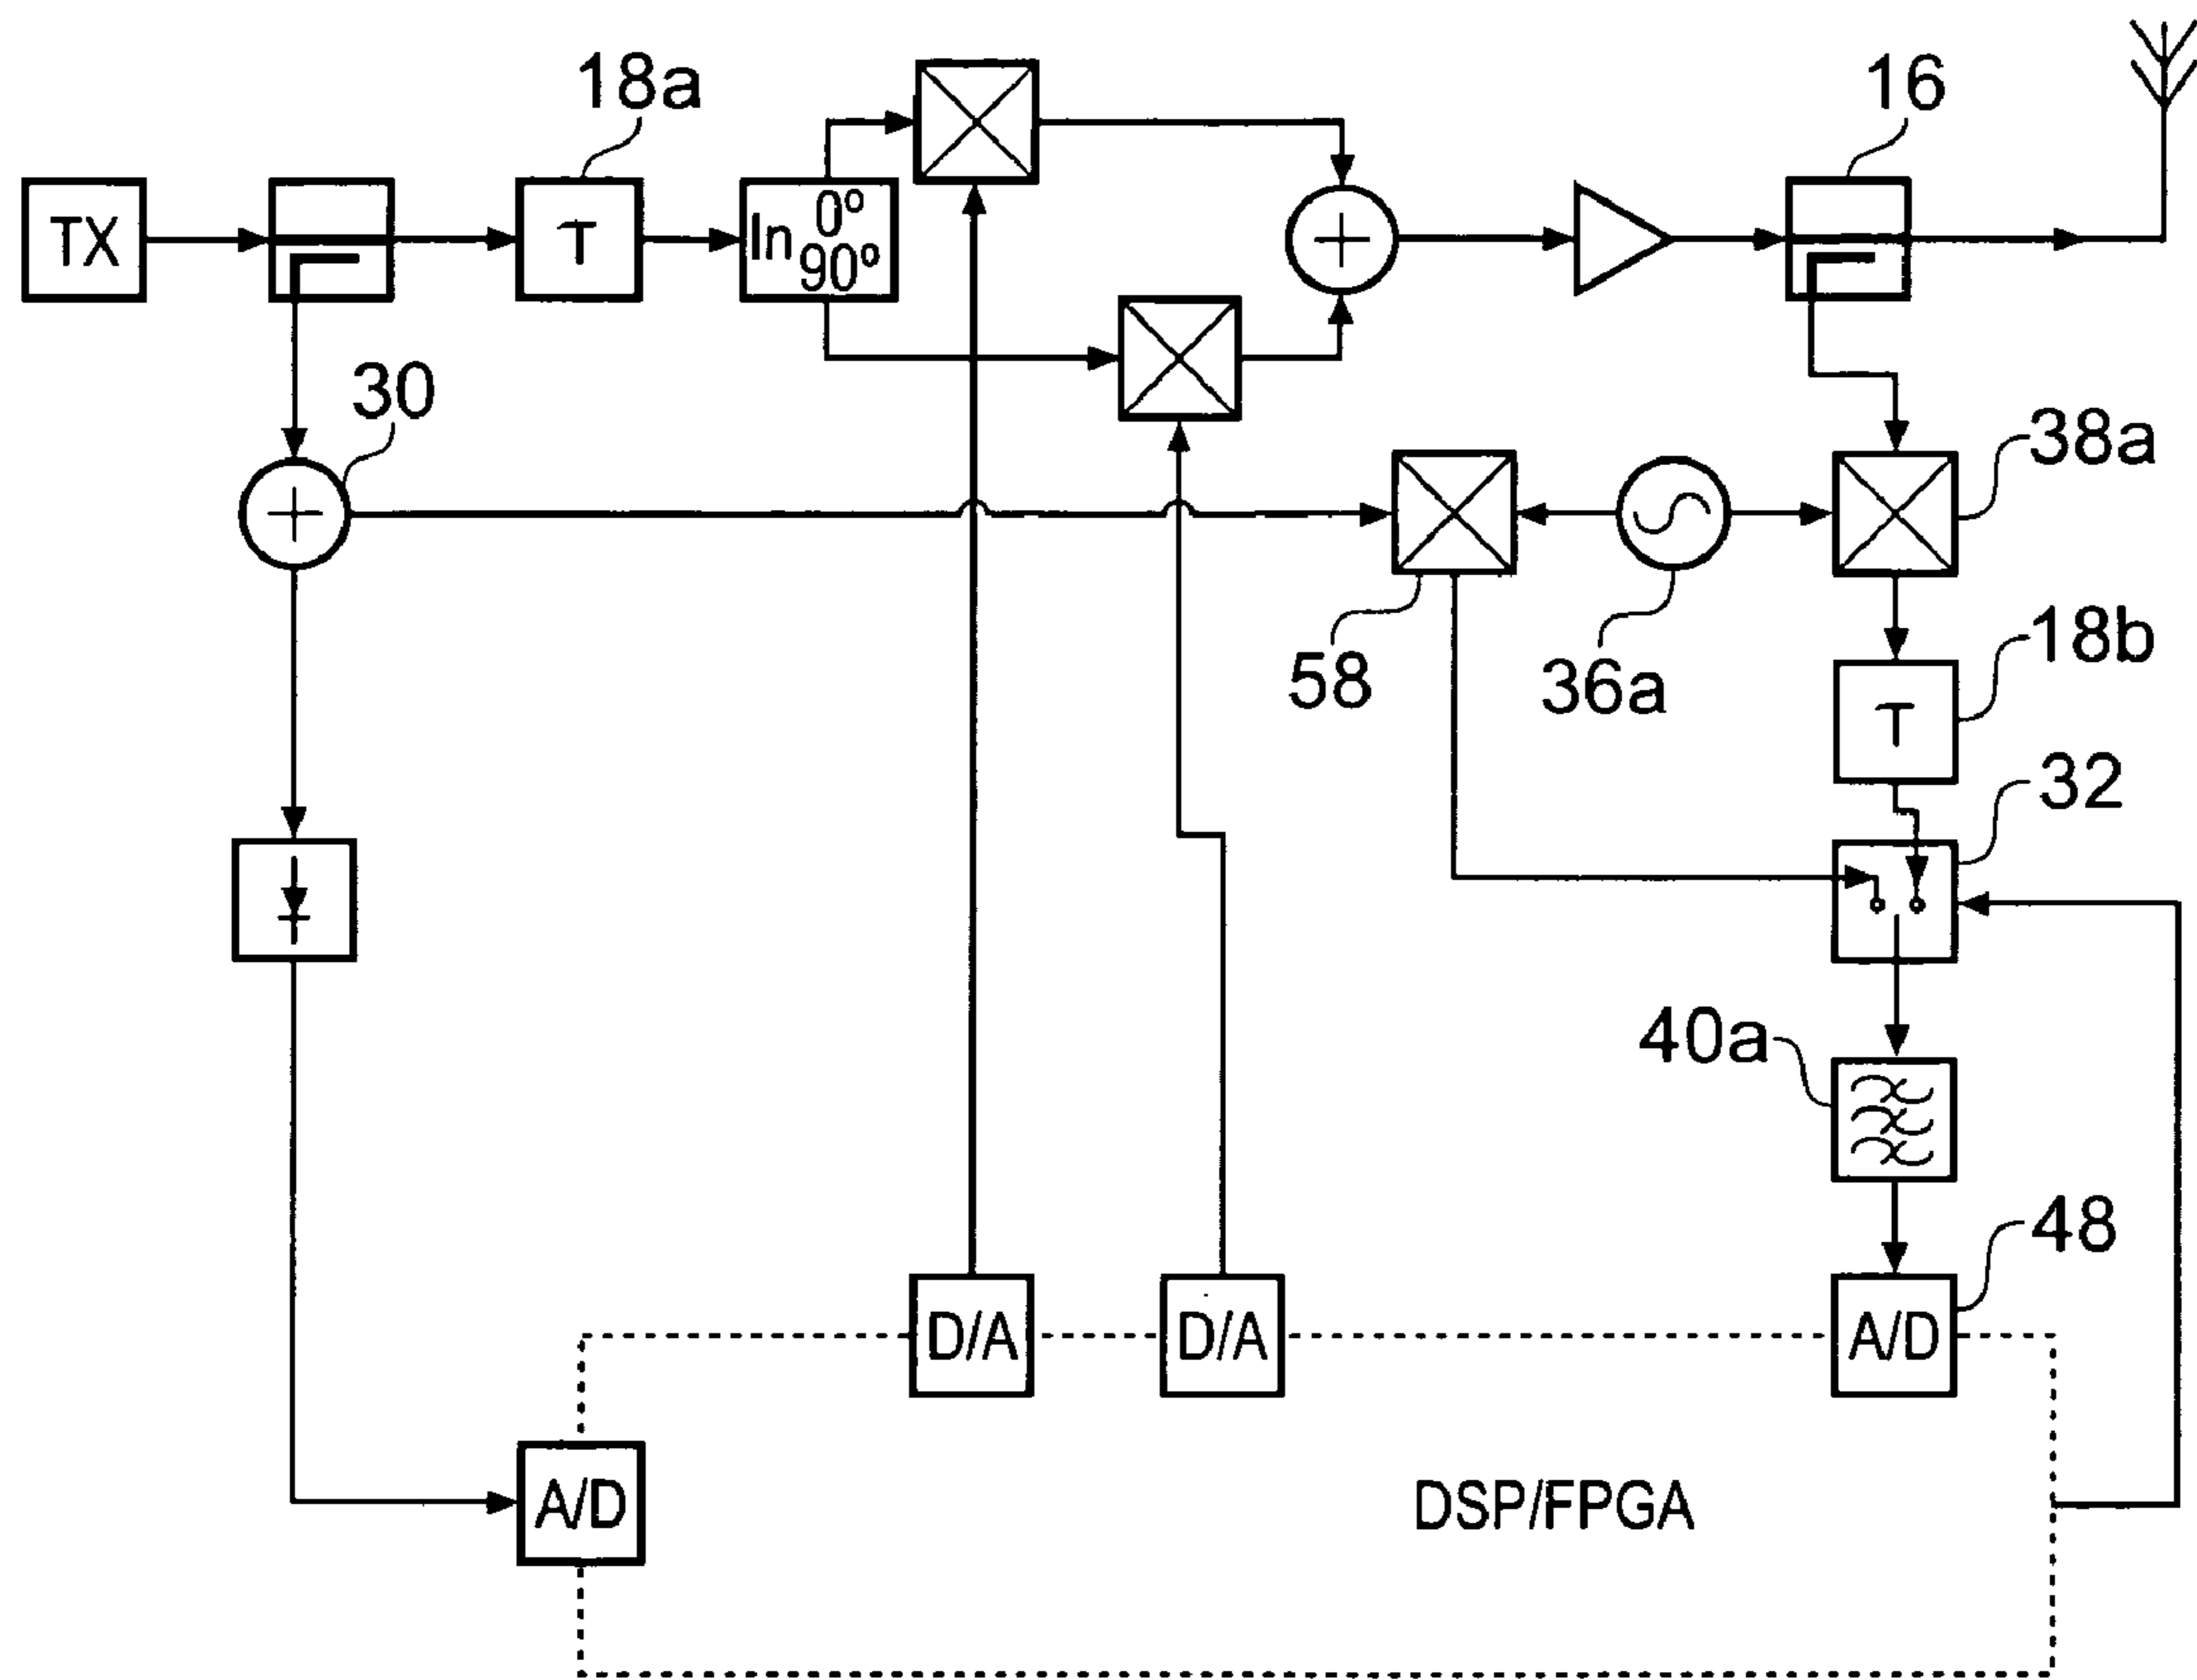 18a
16
TX
T
In 0°
90°
30
38a
58
36a
18b
T
32
40a
48
D/A
D/A
A/D
A/D
DSP/FPGA